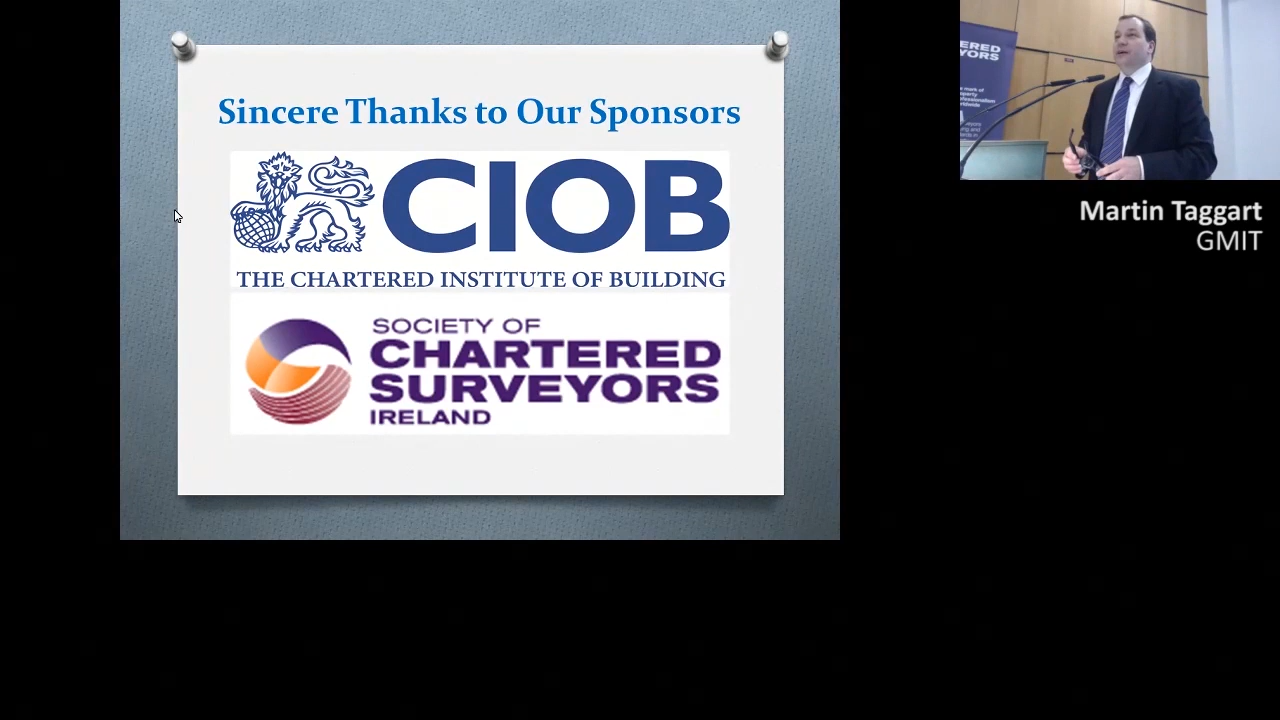 Sincere Thanks to Our Sponsors
CIOB
THE CHARTERED INSTITUTE OF BUILDING
SOCIETY OF
CHARTERED
SURVEYORS
IRELAND
Martin Taggart
GMIT